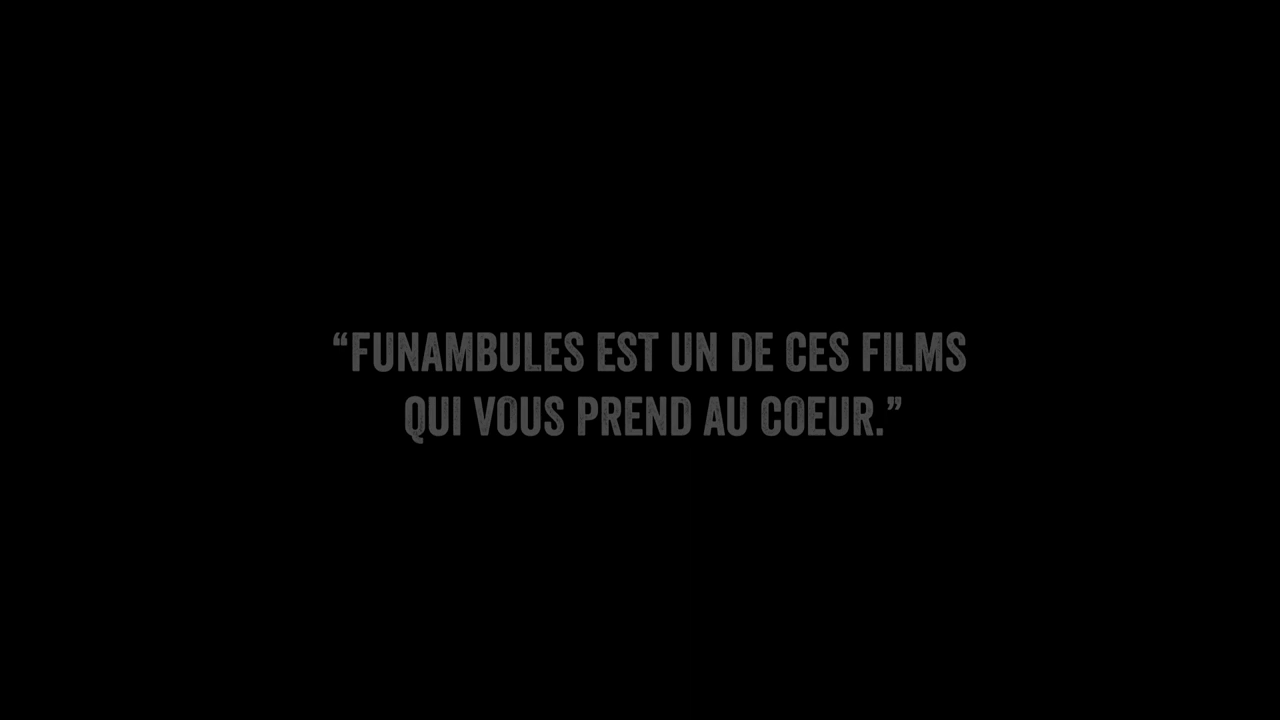 “FUNAMBULES EST UN DE CES FILMS
QUI VOUS PREND AU COEUR.”